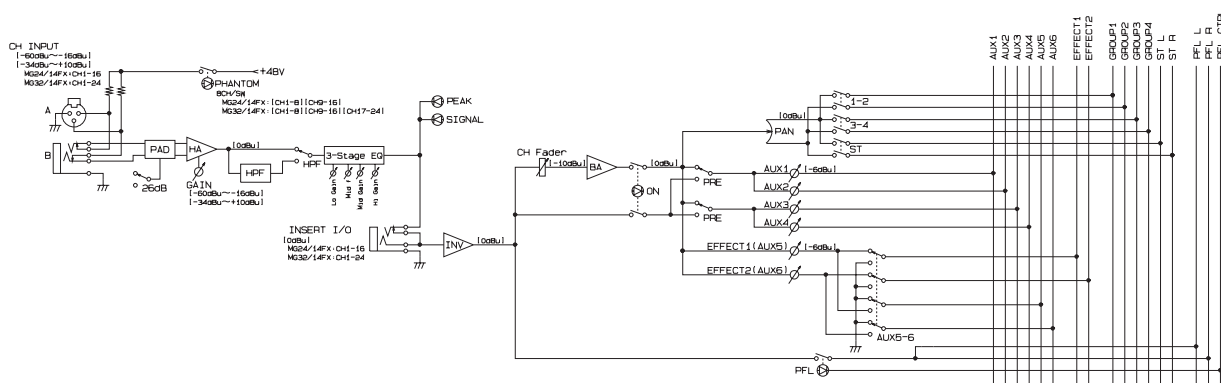 CH INPUT
[-60dBu~-16dBu]
[-34dBu~+10dBu]
MG24/14FX:CH1-16
MG32/14FX:CH1-24
A
B
+48V
PHANTOM
8CH/SW
MG24/14FX:[CH1-8][CH9-16]
MG32/14FX:[CH1-8][CH9-16][CH17-24]
PAD
26dB
HA
[0dBu]
GAIN
[-60dBu~-16dBu]
[-34dBu~+10dBu]
HPF
HPF
3-Stage EQ
Lo Gain
Mid f
Mid Gain
Hi Gain
PEAK
SIGNAL
INSERT I/O
[0dBu]
MG24/14FX:CH1-16
MG32/14FX:CH1-24
INV
[0dBu]
CH Fader
[-10dBu]
BA
[0dBu]
ON
PRE
PRE
PAN
[0dBu]
1-2
3-4
ST
AUX1
[-6dBu]
AUX2
AUX3
AUX4
EFFECT1(AUX5)
[-6dBu]
EFFECT2(AUX6)
AUX5-6
PFL
AUX1
AUX2
AUX3
AUX4
AUX5
AUX6
EFFECT1
EFFECT2
GROUP1
GROUP2
GROUP3
GROUP4
ST L
ST R
PFL L
PFL R
PFL CTRL